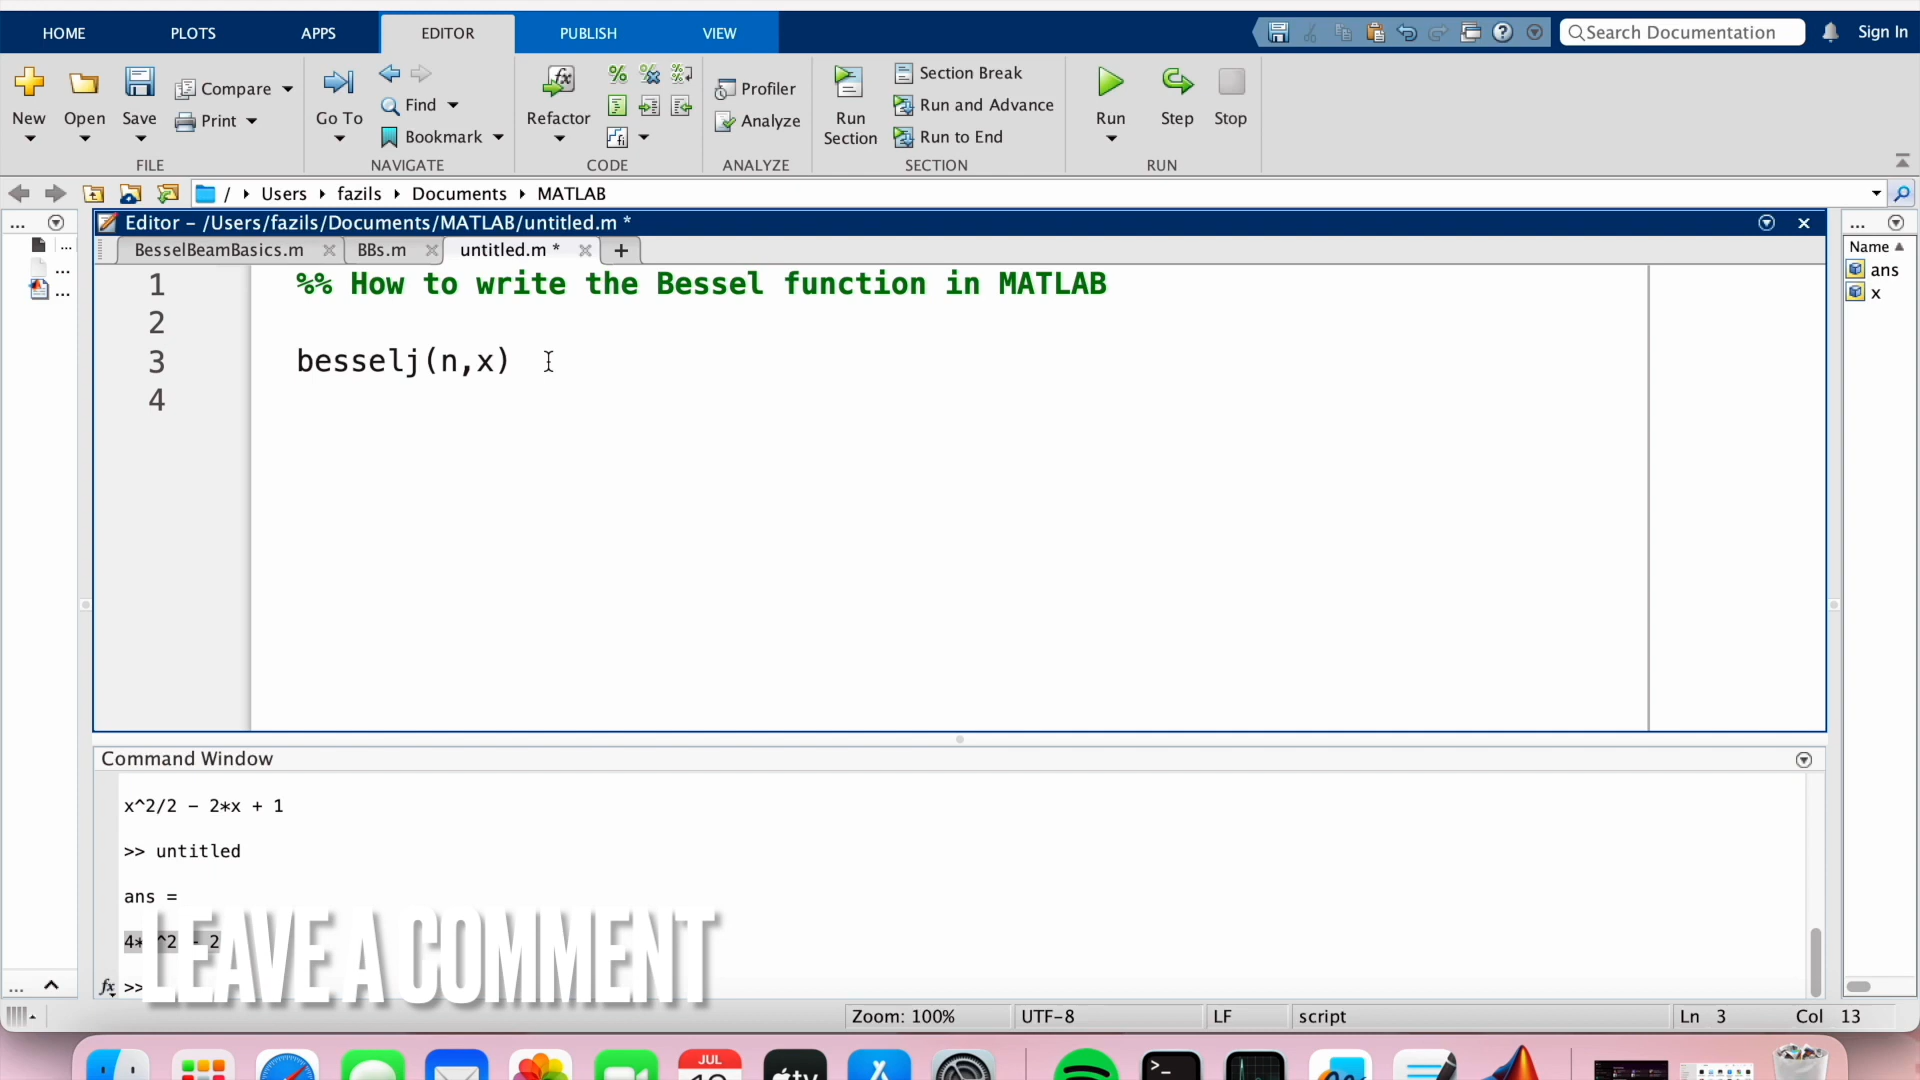 HOME PLOTS APPS EDITOR PUBLISH VIEW Search Documentation Sign In
New Open Save Compare Print FILE
Go To Find Bookmark NAVIGATE
Refactor CODE
Profiler Analyze ANALYZE
Run Section Section Break Run and Advance Run to End SECTION
Run Step Stop RUN
/ Users fazils Documents MATLAB
... Editor – /Users/fazils/Documents/MATLAB/untitled.m * ...
BesselBeamBasics.m BBs.m untitled.m * +
Name
ans
x
1 %% How to write the Bessel function in MATLAB
2
3 besselj(n,x)
4
Command Window
x^2/2 - 2*x + 1
>> untitled
ans =
fx >>
LEAVE A COMMENT
Zoom: 100% UTF-8 LF script Ln 3 Col 13
JUL
tv